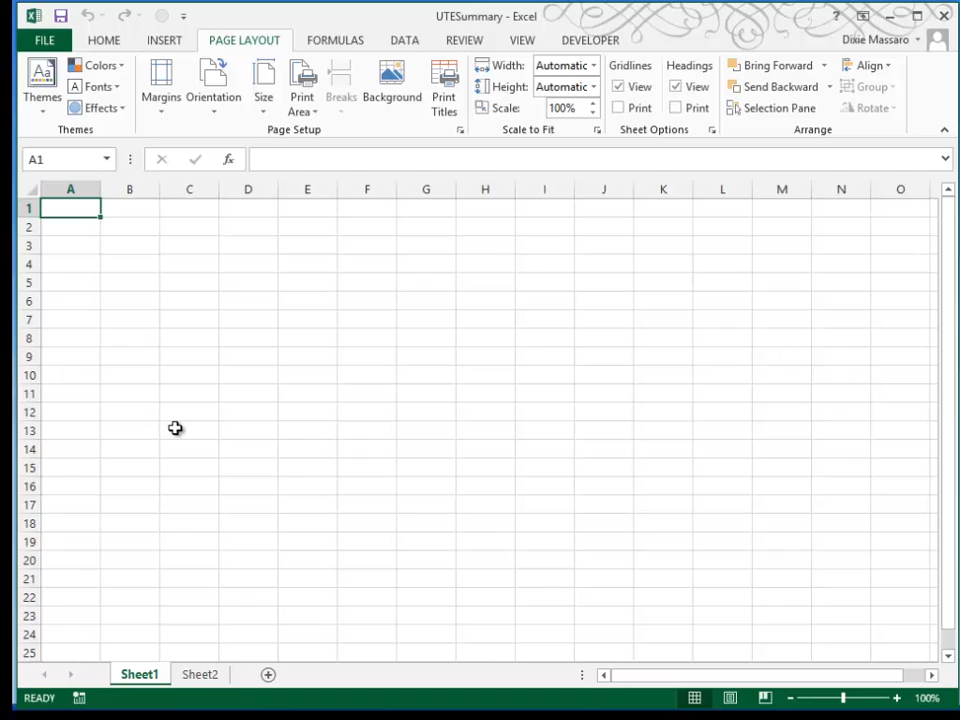 UTESummary - Excel
?
FILE HOME INSERT PAGE LAYOUT FORMULAS DATA REVIEW VIEW DEVELOPER Dixie Massaro
Themes Colors Fonts Effects
Margins Orientation Size Print Area Breaks Background Print Titles
Width: Automatic
Height: Automatic
Scale: 100%
Gridlines View Print
Headings View Print
Bring Forward Send Backward Selection Pane
Align Group Rotate
Themes Page Setup Scale to Fit Sheet Options Arrange
A1 fx
A B C D E F G H I J K L M N O
1
2
3
4
5
6
7
8
9
10
11
12
13
14
15
16
17
18
19
20
21
22
23
24
25
Sheet1 Sheet2
READY 100%